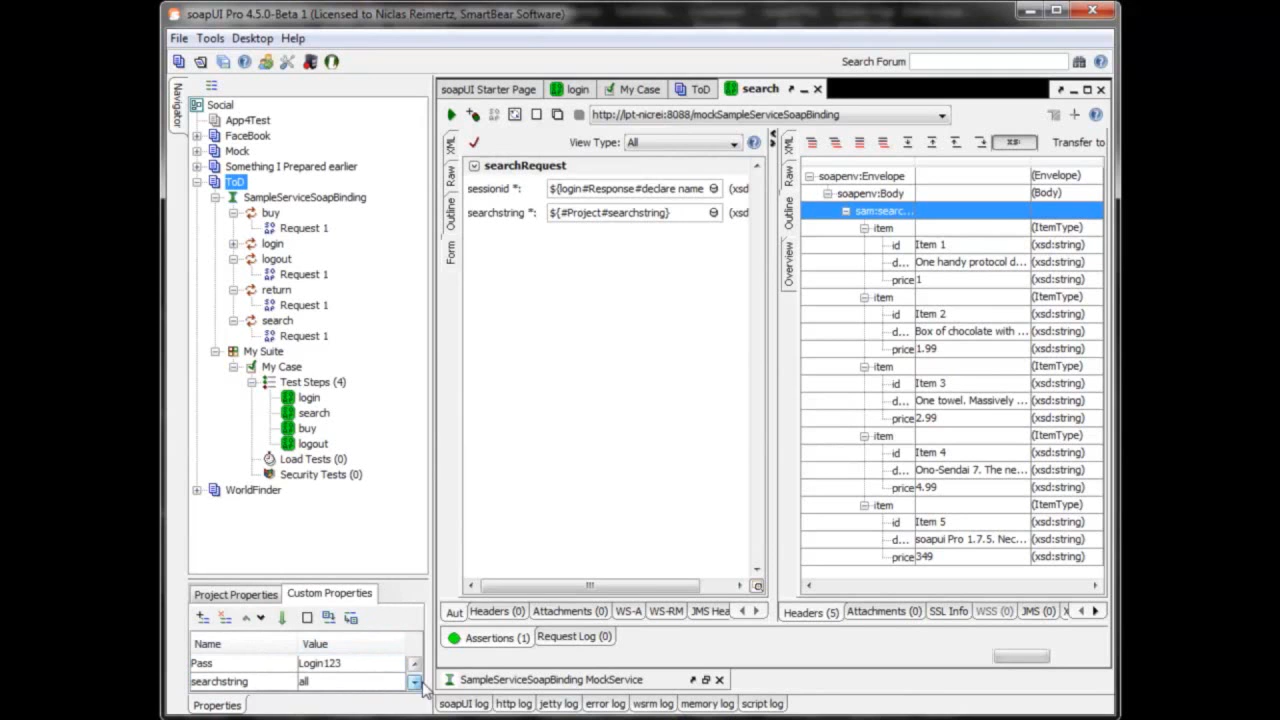 soapUI Pro 4.5.0-Beta 1 (Licensed to Niclas Reimertz, SmartBear Software)
File Tools Desktop Help
Search Forum
Navigator
Social
App4Test
FaceBook
Mock
Something I Prepared earlier
ToD
SampleServiceSoapBinding
buy
Request 1
login
logout
Request 1
return
Request 1
search
Request 1
My Suite
My Case
Test Steps (4)
login
search
buy
logout
Load Tests (0)
Security Tests (0)
WorldFinder
Project Properties Custom Properties
Name Value
Pass Login123
searchstring all
Properties
soapUI Starter Page login My Case ToD search
http://lpt-nicrei:8088/mockSampleServiceSoapBinding
View Type: All
XML
Raw
Outline
Form
searchRequest
sessionid *: ${login#Response#declare name (xsd
searchstring *: ${#Project#searchstring} (xsd
Aut Headers (0) Attachments (0) WS-A WS-RM JMS Hea
XML
Raw
Outline
Overview
Transfer to
soapenv:Envelope (Envelope)
soapenv:Body (Body)
sam:searc...
item (ItemType)
id Item 1 (xsd:string)
d... One handy protocol d... (xsd:string)
price 1 (xsd:string)
item (ItemType)
id Item 2 (xsd:string)
d... Box of chocolate with ... (xsd:string)
price 1.99 (xsd:string)
item (ItemType)
id Item 3 (xsd:string)
d... One towel. Massively ... (xsd:string)
price 2.99 (xsd:string)
item (ItemType)
id Item 4 (xsd:string)
d... Ono-Sendai 7. The ne... (xsd:string)
price 4.99 (xsd:string)
item (ItemType)
id Item 5 (xsd:string)
d... soapui Pro 1.7.5. Nec... (xsd:string)
price 349 (xsd:string)
Headers (5) Attachments (0) SSL Info WSS (0) JMS (0)
Assertions (1) Request Log (0)
SampleServiceSoapBinding MockService
soapUI log http log jetty log error log wsrm log memory log script log